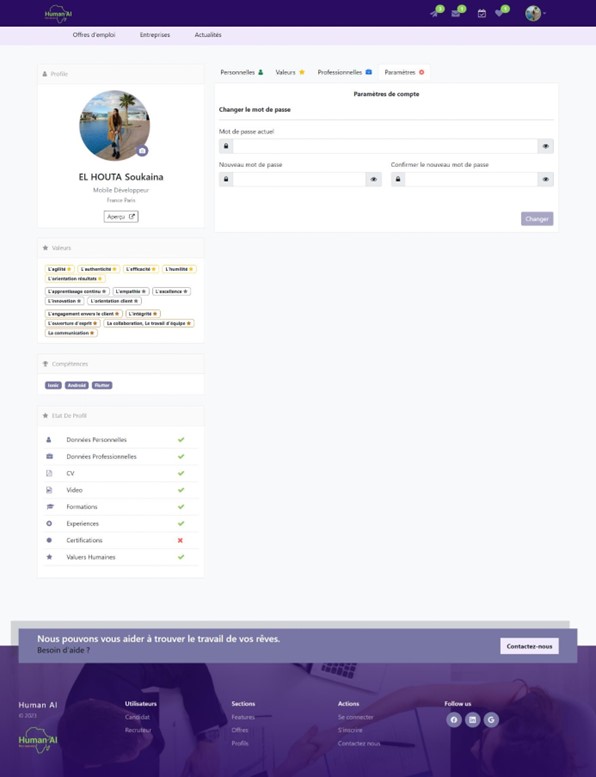 Human AI
3
3
1
Offres d'emploi
Entreprises
Actualités
Profile
EL HOUTA Soukaina
Mobile Développeur
France Paris
Aperçu
Valeurs
L'agilité
L'authenticité
L'efficacité
L'humilité
L'orientation résultats
L'apprentissage continu
L'empathie
L'excellence
L'innovation
L'orientation client
L'engagement envers le client
L'intégrité
L'ouverture d'esprit
La collaboration, Le travail d'équipe
La communication
Compétences
Ionic
Android
Flutter
Etat De Profil
Données Personnelles
Données Professionnelles
CV
Video
Formations
Experiences
Certifications
Valuers Humaines
Personnelles
Valeurs
Professionnelles
Paramètres
Paramètres de compte
Changer le mot de passe
Mot de passe actuel
Nouveau mot de passe
Confirmer le nouveau mot de passe
Changer
Nous pouvons vous aider à trouver le travail de vos rêves.
Besoin d'aide ?
Contactez-nous
Human AI
© 2023
Human AI
Utilisateurs
Candidat
Recruteur
Sections
Features
Offres
Profils
Actions
Se connecter
S'inscrire
Contactez nous
Follow us